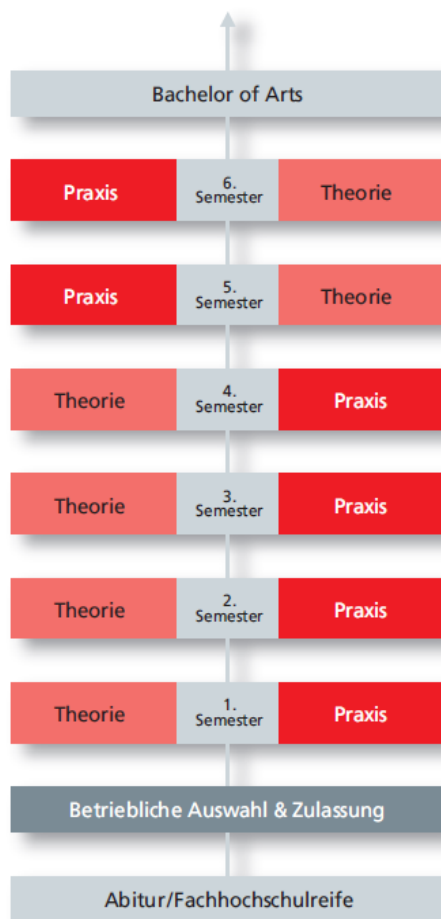 Bachelor of Arts
Praxis
6.
Semester
Theorie
Praxis
5.
Semester
Theorie
Theorie
4.
Semester
Praxis
Theorie
3.
Semester
Praxis
Theorie
2.
Semester
Praxis
Theorie
1.
Semester
Praxis
Betriebliche Auswahl & Zulassung
Abitur/Fachhochschulreife